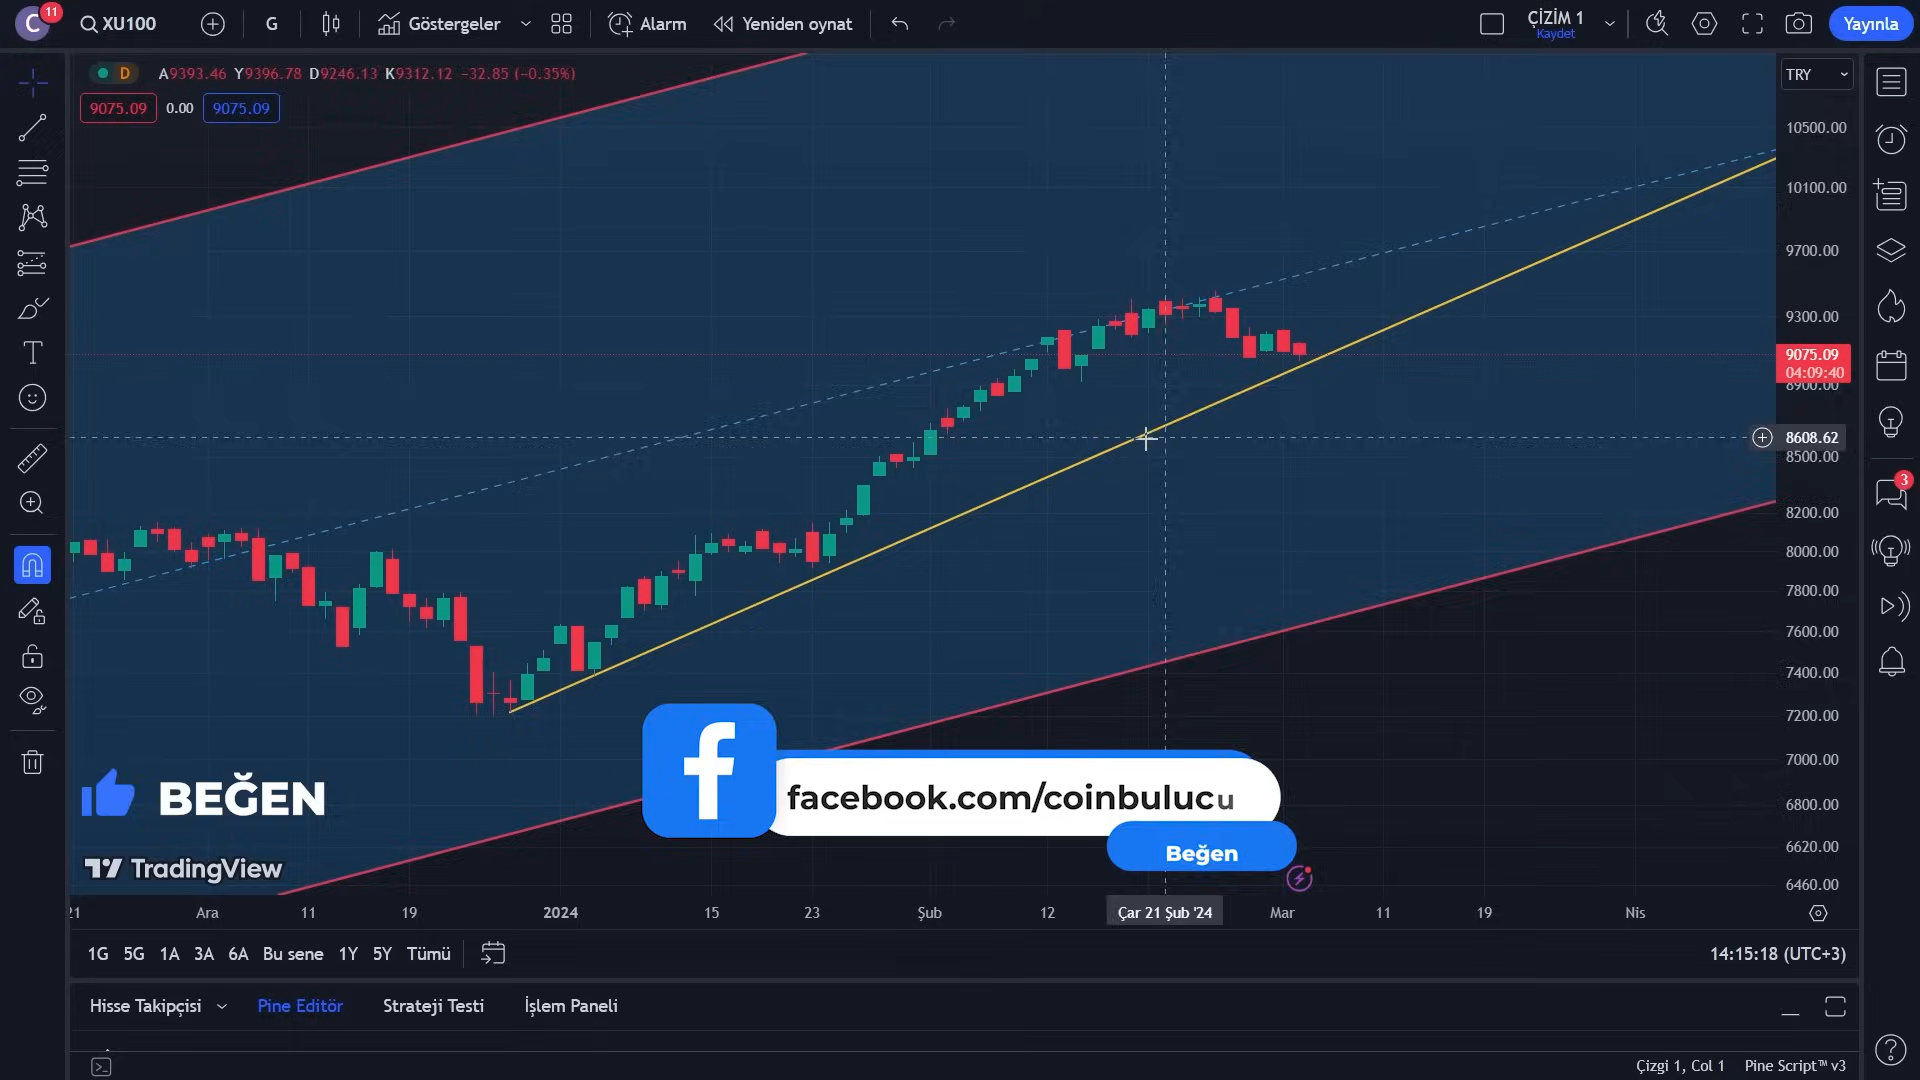 C
11
XU100
G
Göstergeler
Alarm
Yeniden oynat
ÇİZİM 1
Kaydet
Yayınla
D
A9393.46 Y9396.78 D9246.13 K9312.12 −32.85 (−0.35%)
9075.09
0.00
9075.09
TRY
10500.00
10100.00
9700.00
9300.00
9075.09
04:09:40
8900.00
8608.62
8500.00
8200.00
8000.00
7800.00
7600.00
7400.00
7200.00
7000.00
6800.00
6620.00
6460.00
3
f
facebook.com/coinbulucu
Beğen
BEĞEN
TradingView
21
Ara
11
19
2024
15
23
Şub
12
Çar 21 Şub '24
Mar
11
19
Nis
1G 5G 1A 3A 6A Bu sene 1Y 5Y Tümü
14:15:18 (UTC+3)
Hisse Takipçisi
Pine Editör
Strateji Testi
İşlem Paneli
Çizgi 1, Col 1
Pine Script™ v3